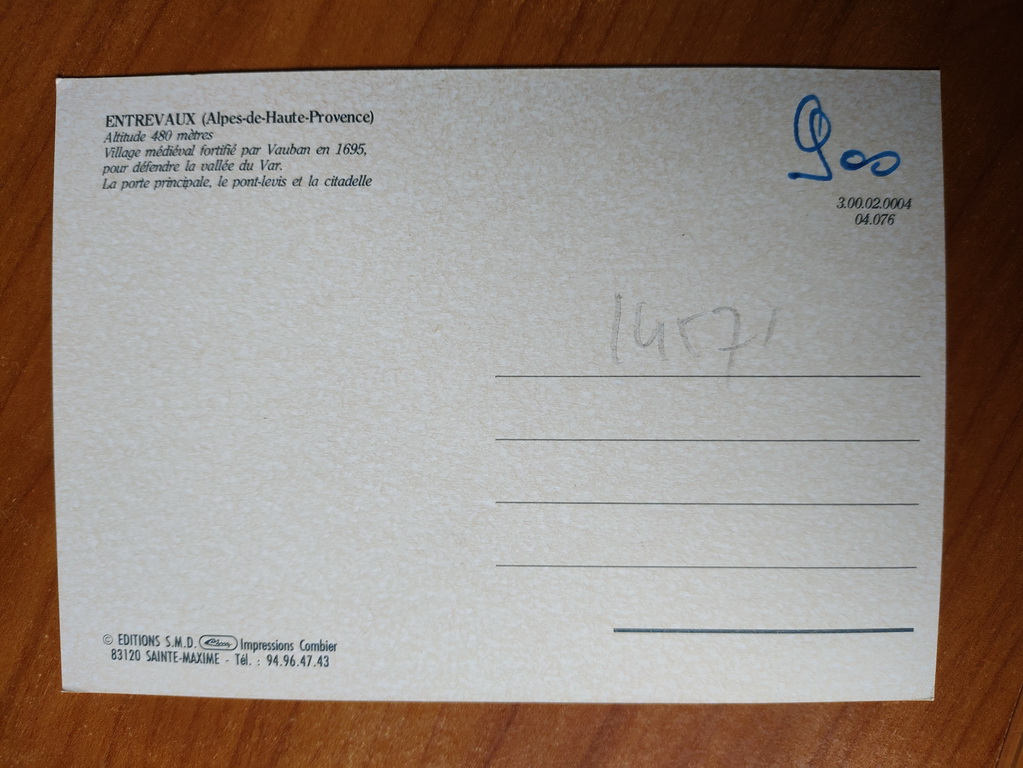 ENTREVAUX (Alpes-de-Haute-Provence)
Altitude 480 mètres
Village médiéval fortifié par Vauban en 1695,
pour défendre la vallée du Var.
La porte principale, le pont-levis et la citadelle
900
3.00.02.0004
04.076
© EDITIONS S.M.D. Impressions Combier
83120 SAINTE-MAXIME - Tél. : 94.96.47.43